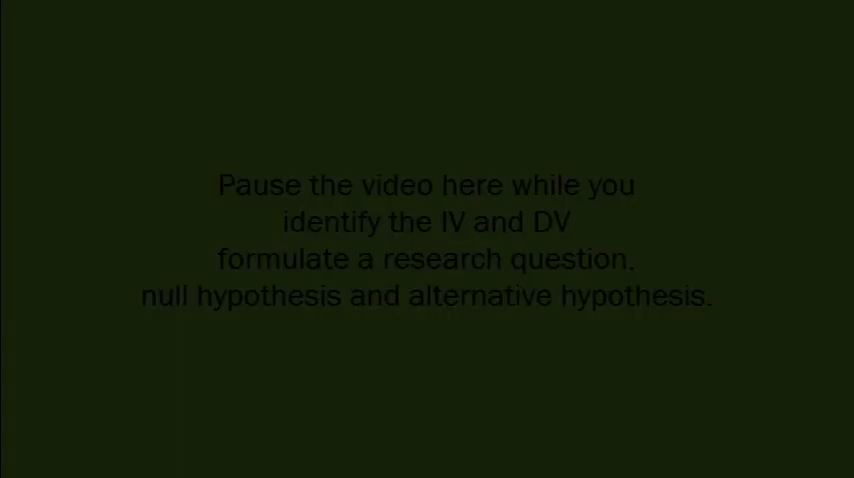 Pause the video here while you
identify the IV and DV
formulate a research question,
null hypothesis and alternative hypothesis.